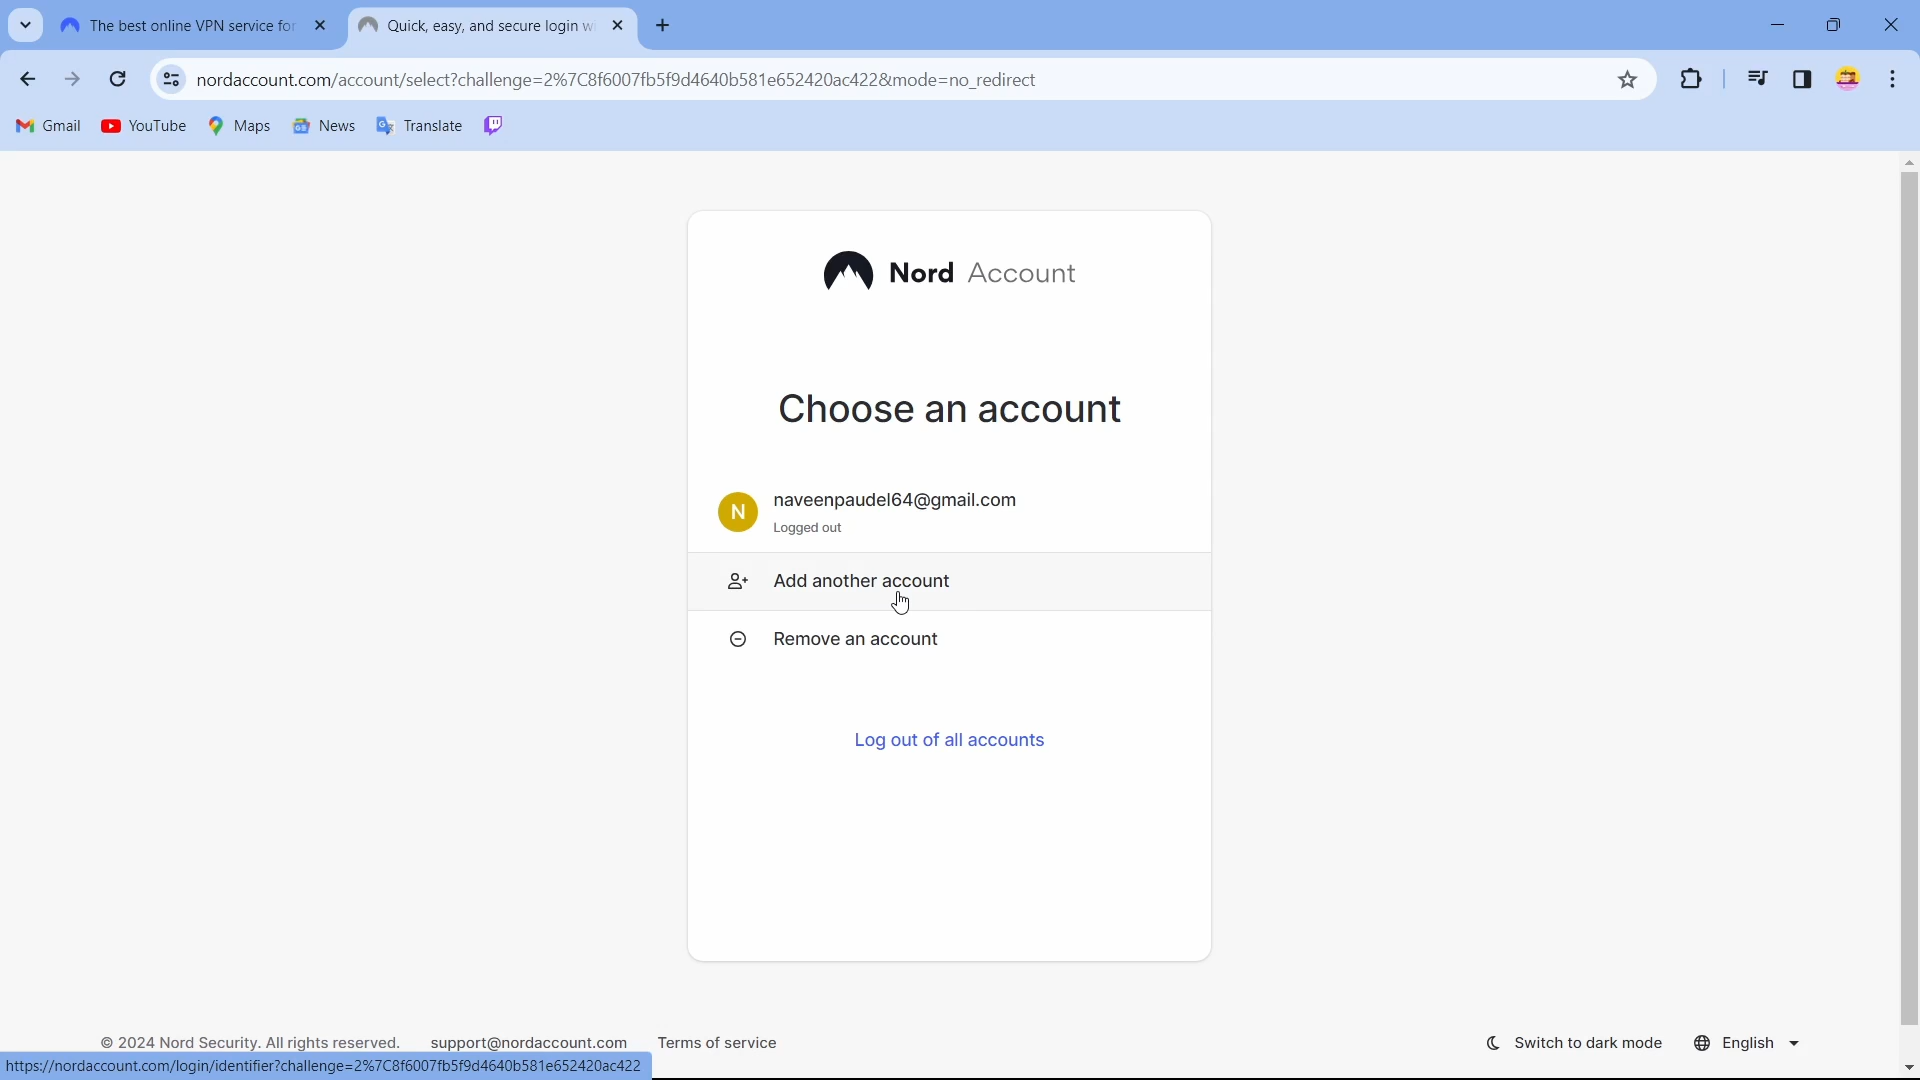 The best online VPN service for
Quick, easy, and secure login wi
nordaccount.com/account/select?challenge=2%7C8f6007fb5f9d4640b581e652420ac422&mode=no_redirect
Gmail YouTube Maps News Translate
Nord Account
Choose an account
N
naveenpaudel64@gmail.com
Logged out
Add another account
Remove an account
Log out of all accounts
© 2024 Nord Security. All rights reserved. support@nordaccount.com Terms of service Switch to dark mode English
https://nordaccount.com/login/identifier?challenge=2%7C8f6007fb5f9d4640b581e652420ac422